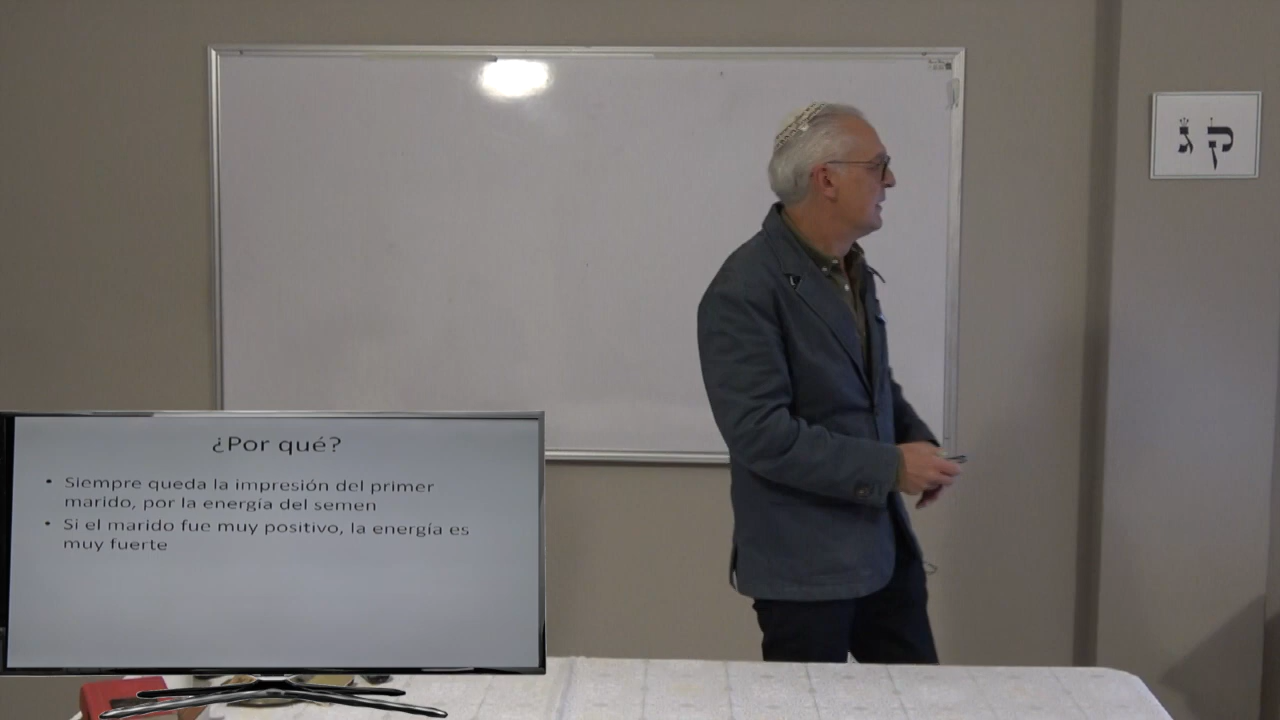 ¿Por qué?
• Siempre queda la impresión del primer
marido, por la energía del semen
• Si el marido fue muy positivo, la energía es
muy fuerte
ק ג